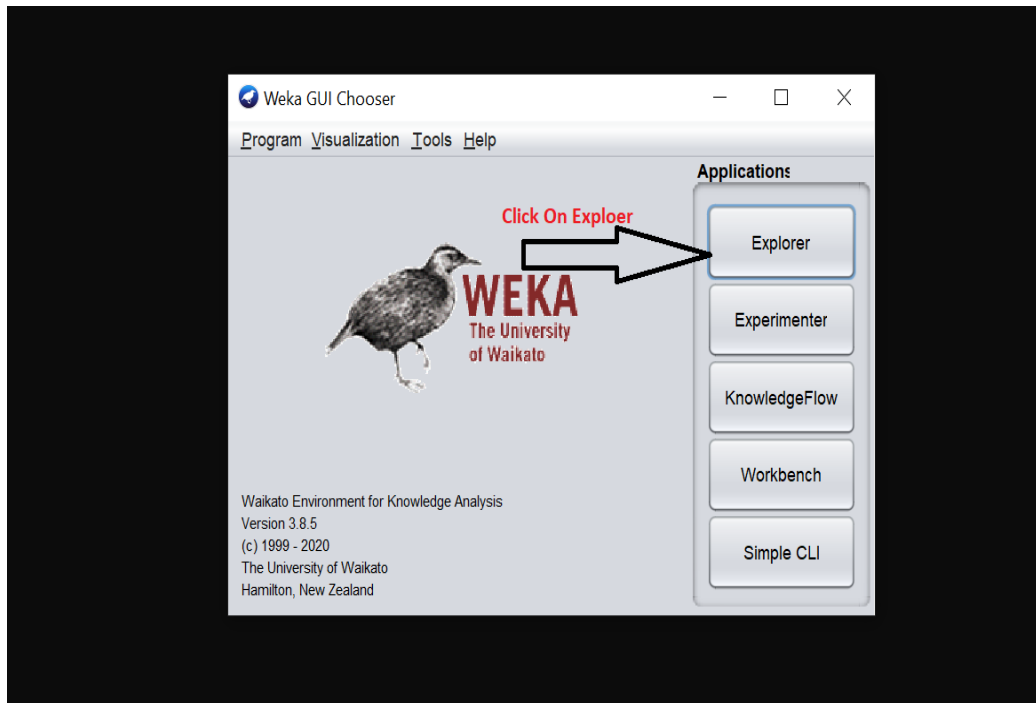 Weka GUI Chooser
Program Visualization Tools Help
Applications
Click On Exploer
Explorer
WEKA
The University
of Waikato
Experimenter
KnowledgeFlow
Workbench
Simple CLI
Waikato Environment for Knowledge Analysis
Version 3.8.5
(c) 1999 - 2020
The University of Waikato
Hamilton, New Zealand